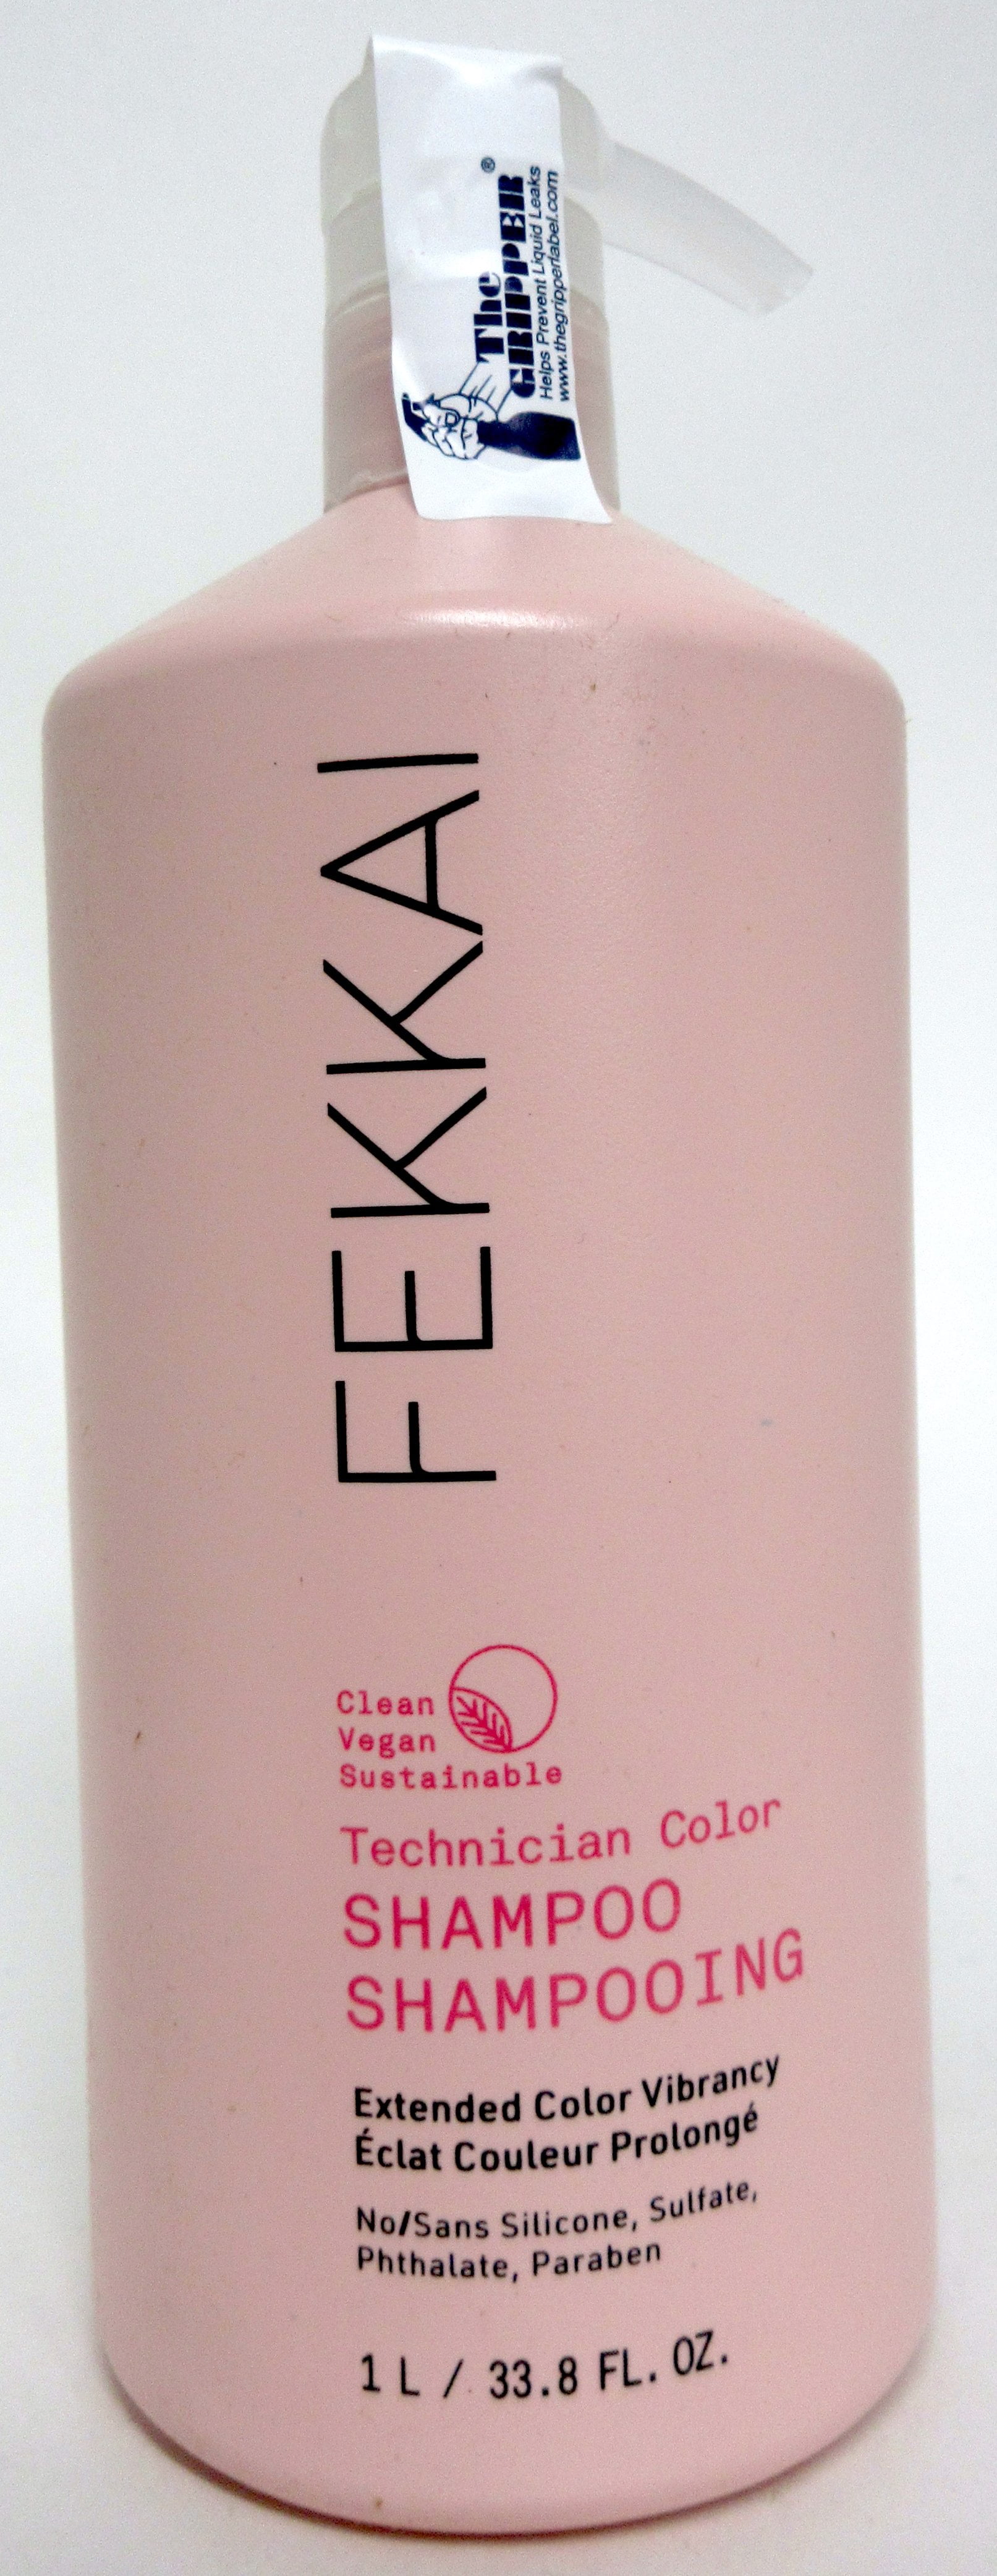 The
GRIPPER®
Helps Prevent Liquid Leaks
www.thegripperlabel.com
FEKKAI
Clean
Vegan
Sustainable
Technician Color
SHAMPOO
SHAMPOOING
Extended Color Vibrancy
Éclat Couleur Prolongé
No/Sans Silicone, Sulfate,
Phthalate, Paraben
1 L / 33.8 FL. OZ.